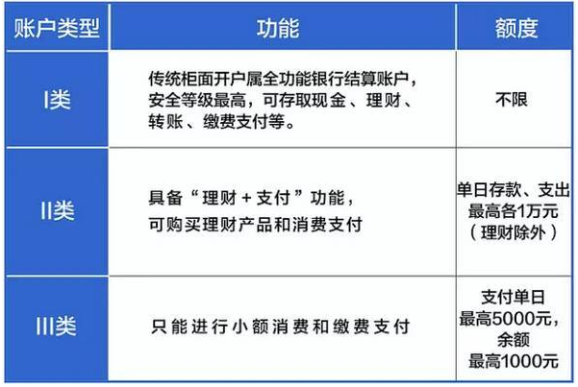 账户类型 功能 额度
I类
传统柜面开户属全功能银行结算账户，
安全等级最高，可存取现金、理财、
转账、缴费支付等。
不限
II类
具备“理财+支付”功能，
可购买理财产品和消费支付
单日存款、支出
最高各1万元
（理财除外）
III类
只能进行小额消费和缴费支付
支付单日
最高5000元，
余额
最高1000元